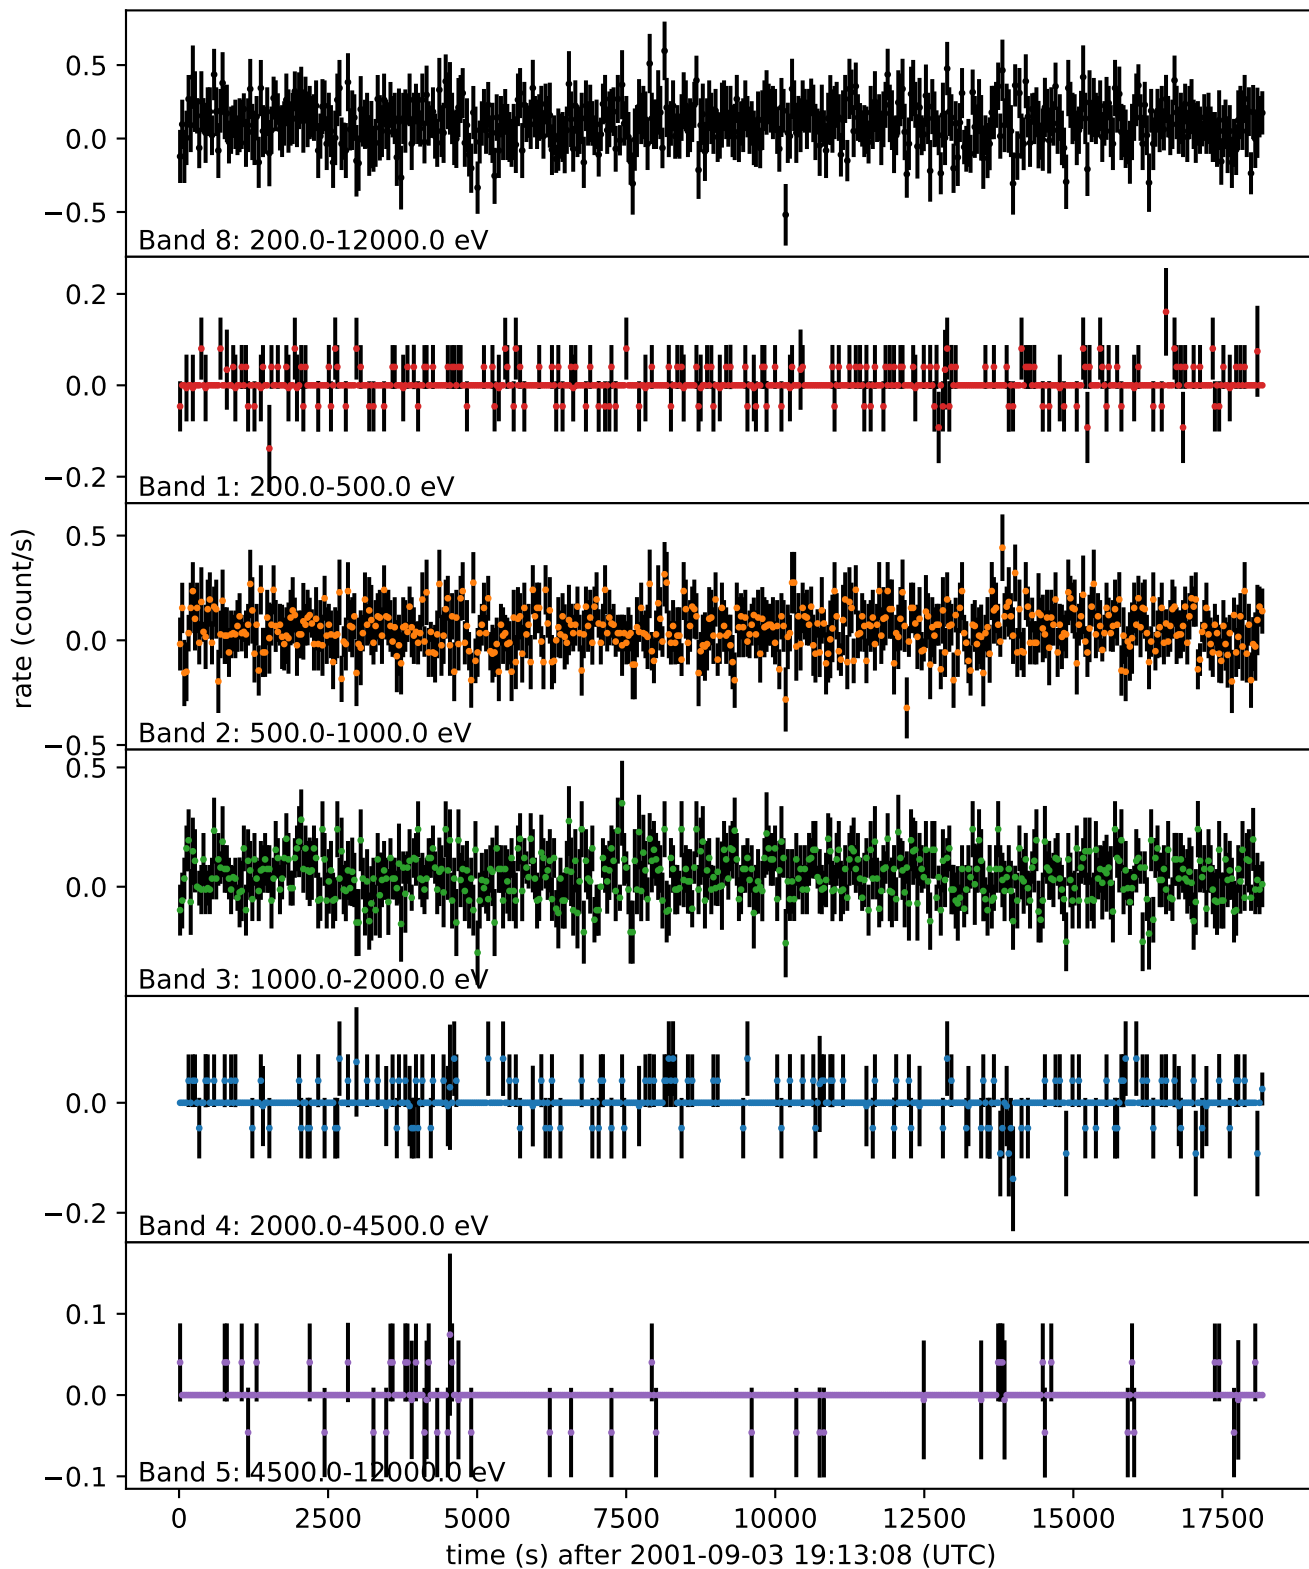 0.5
0.0
−0.5
Band 8: 200.0-12000.0 eV
0.2
0.0
−0.2
Band 1: 200.0-500.0 eV
rate (count/s)
0.5
0.0
−0.5
Band 2: 500.0-1000.0 eV
0.5
0.0
Band 3: 1000.0-2000.0 eV
0.0
−0.2
Band 4: 2000.0-4500.0 eV
0.1
0.0
−0.1
Band 5: 4500.0-12000.0 eV
0 2500 5000 7500 10000 12500 15000 17500
time (s) after 2001-09-03 19:13:08 (UTC)